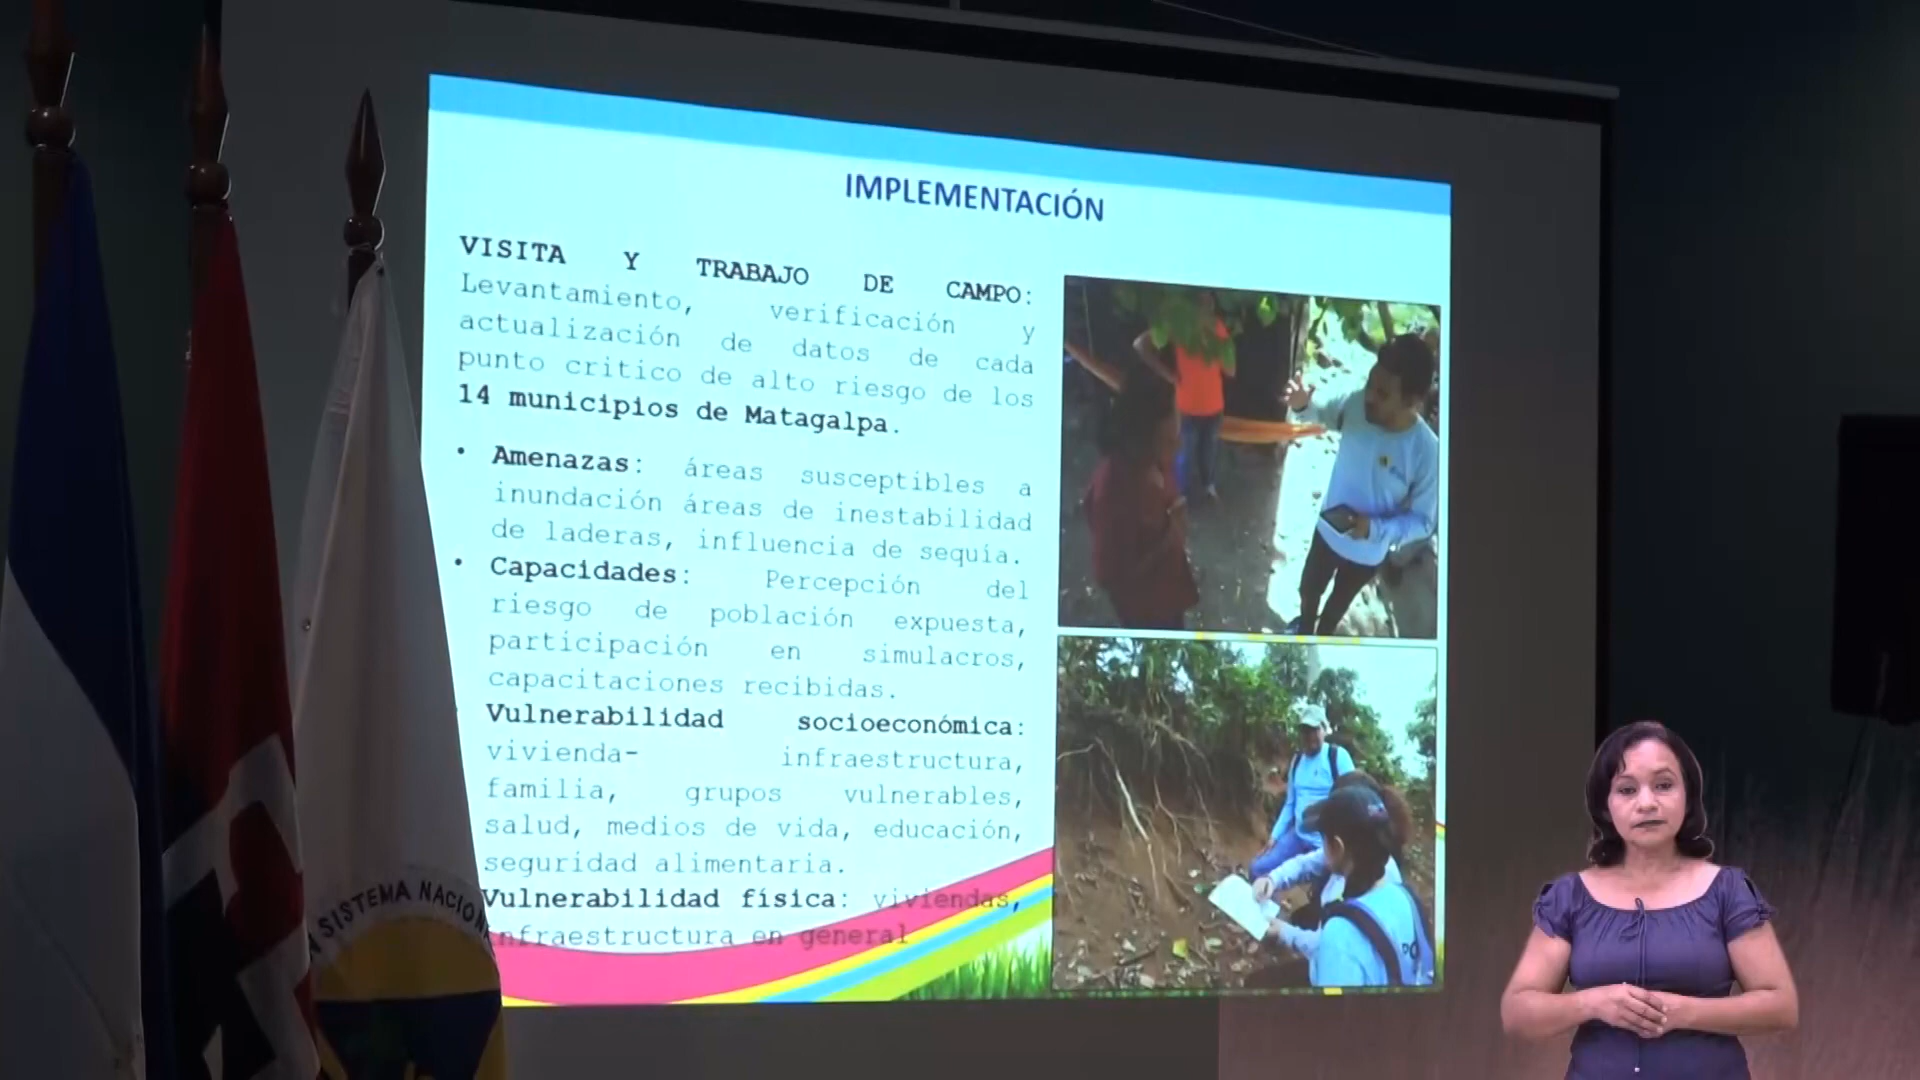 IMPLEMENTACIÓN
VISITA Y TRABAJO DE CAMPO:
Levantamiento, verificación y
actualización de datos de cada
punto critico de alto riesgo de los
14 municipios de Matagalpa.
• Amenazas: áreas susceptibles a
inundación áreas de inestabilidad
de laderas, influencia de sequía.
• Capacidades: Percepción del
riesgo de población expuesta,
participación en simulacros,
capacitaciones recibidas.
Vulnerabilidad socioeconómica:
vivienda- infraestructura,
familia, grupos vulnerables,
salud, medios de vida, educación,
seguridad alimentaria.
Vulnerabilidad física: viviendas,
infraestructura en general
SISTEMA NACION